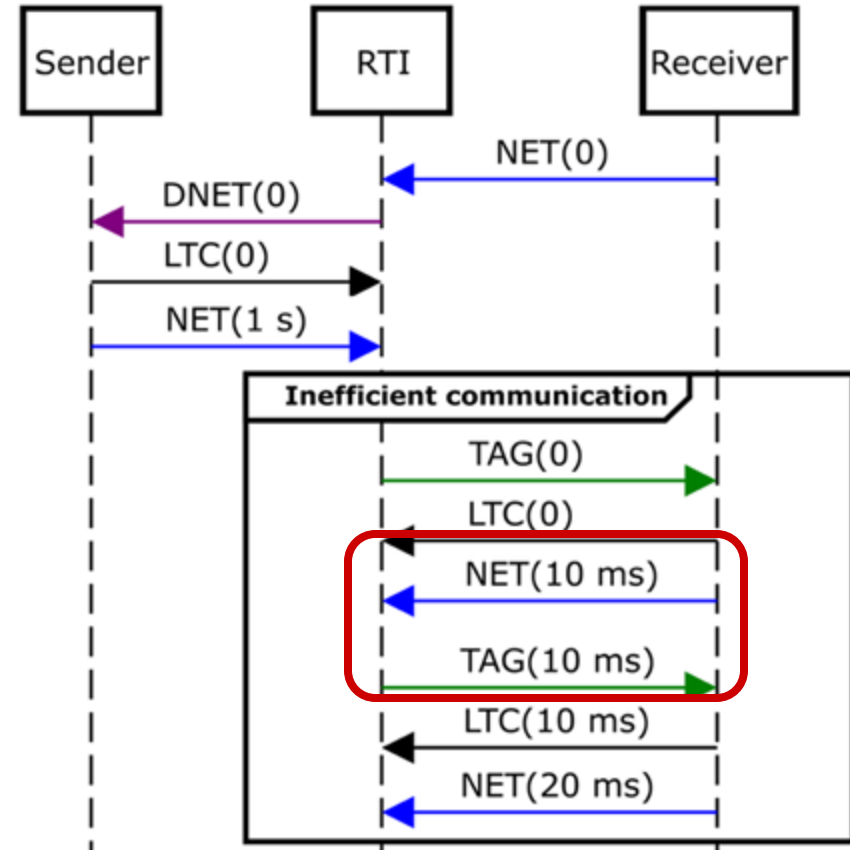 Sender
RTI
Receiver
NET(0)
DNET(0)
LTC(0)
NET(1 s)
Inefficient communication
TAG(0)
LTC(0)
NET(10 ms)
TAG(10 ms)
LTC(10 ms)
NET(20 ms)